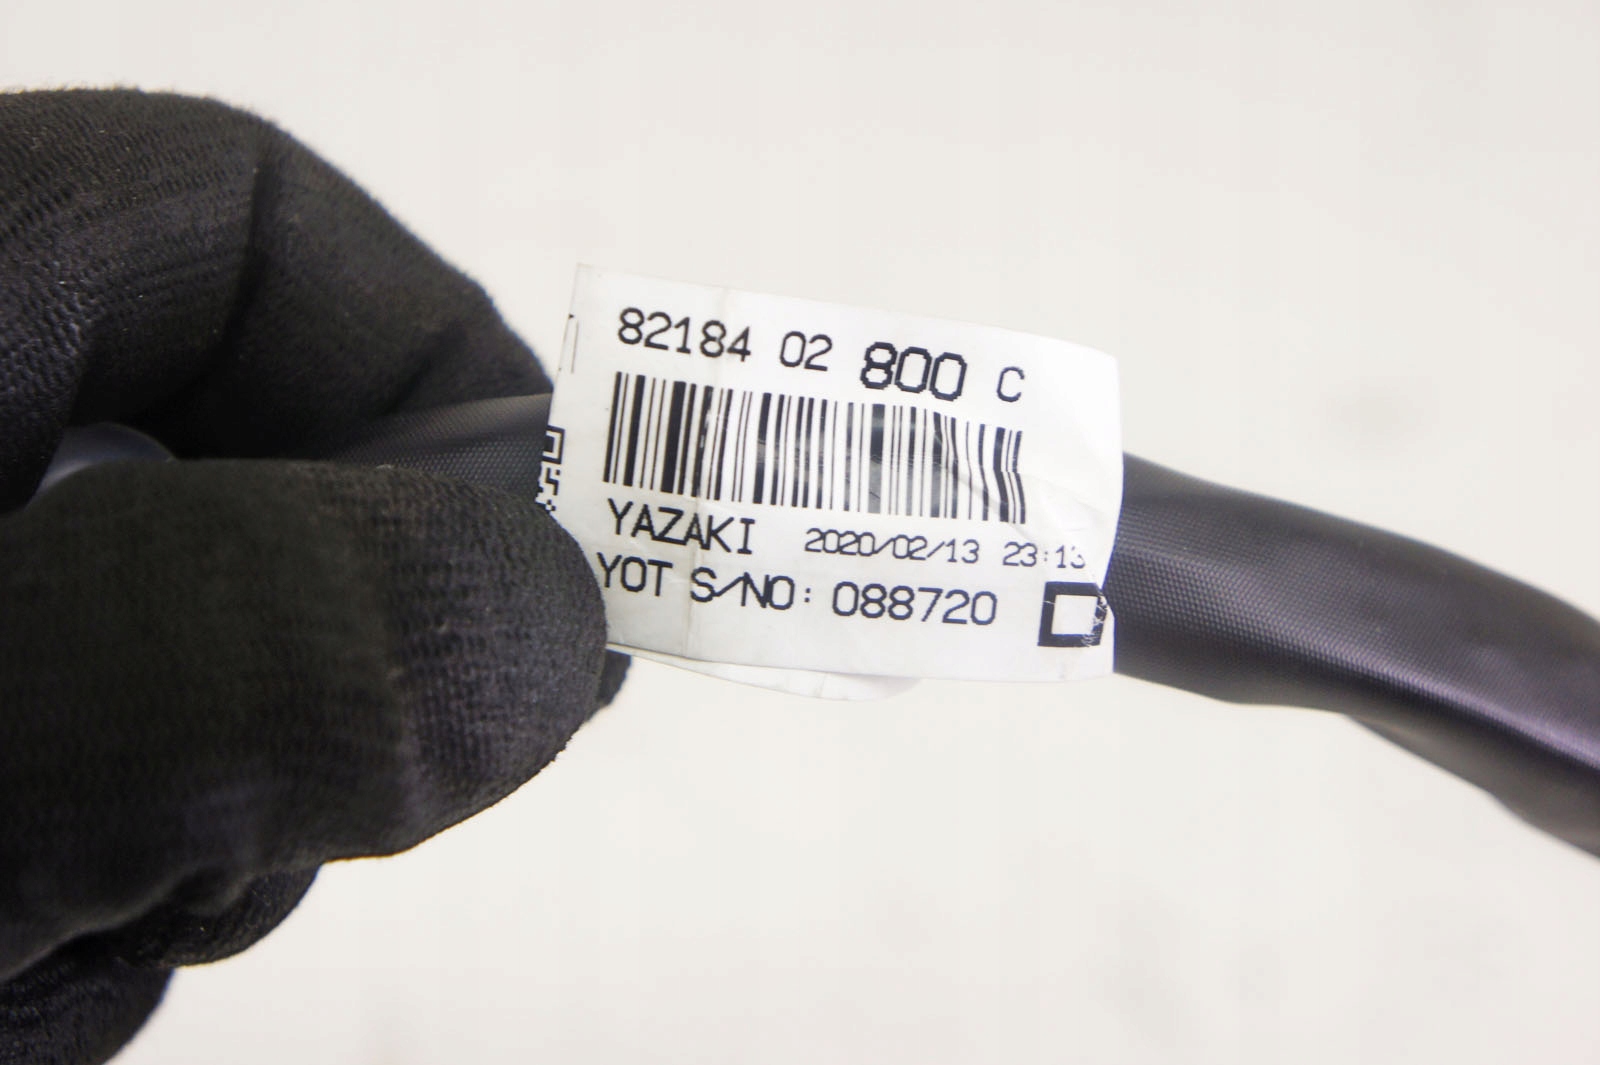 82184 02 800 C
YAZAKI 2020/02/13 23:13
YOT S/NO: 088720